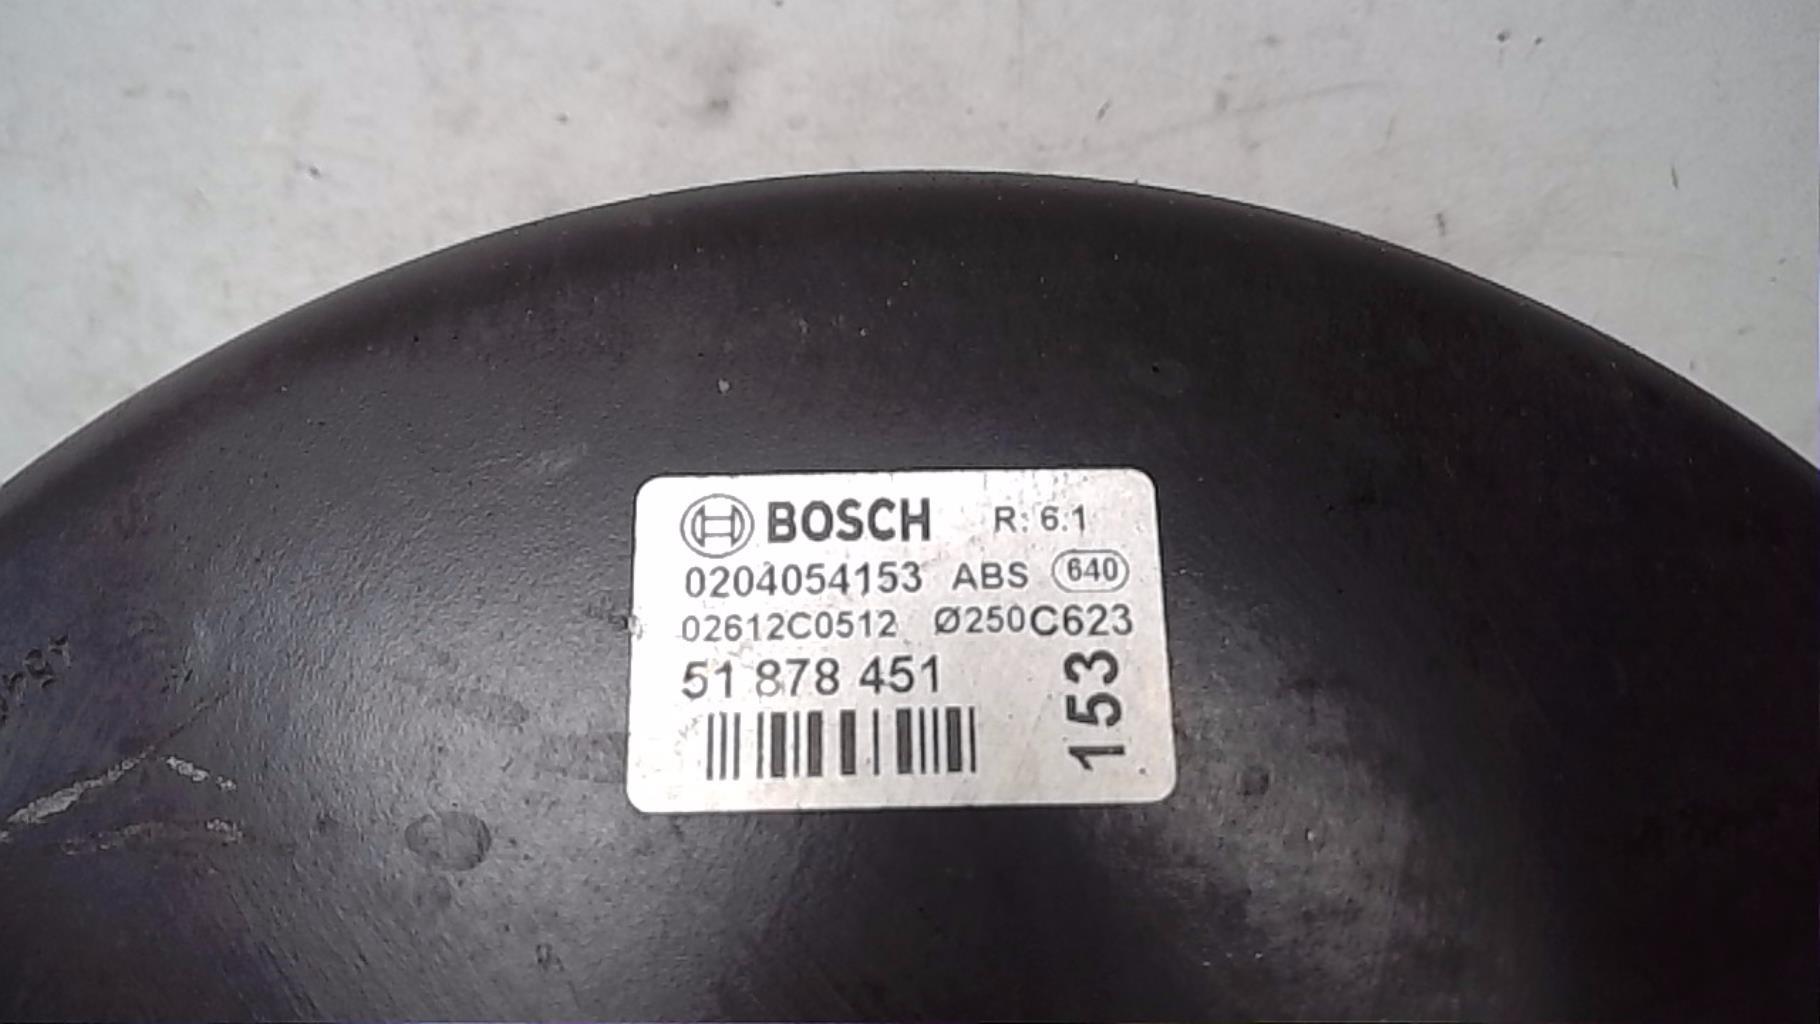 BOSCH R: 6.1
0204054153 ABS 640
02612C0512 Ø250C623
51 878 451
153